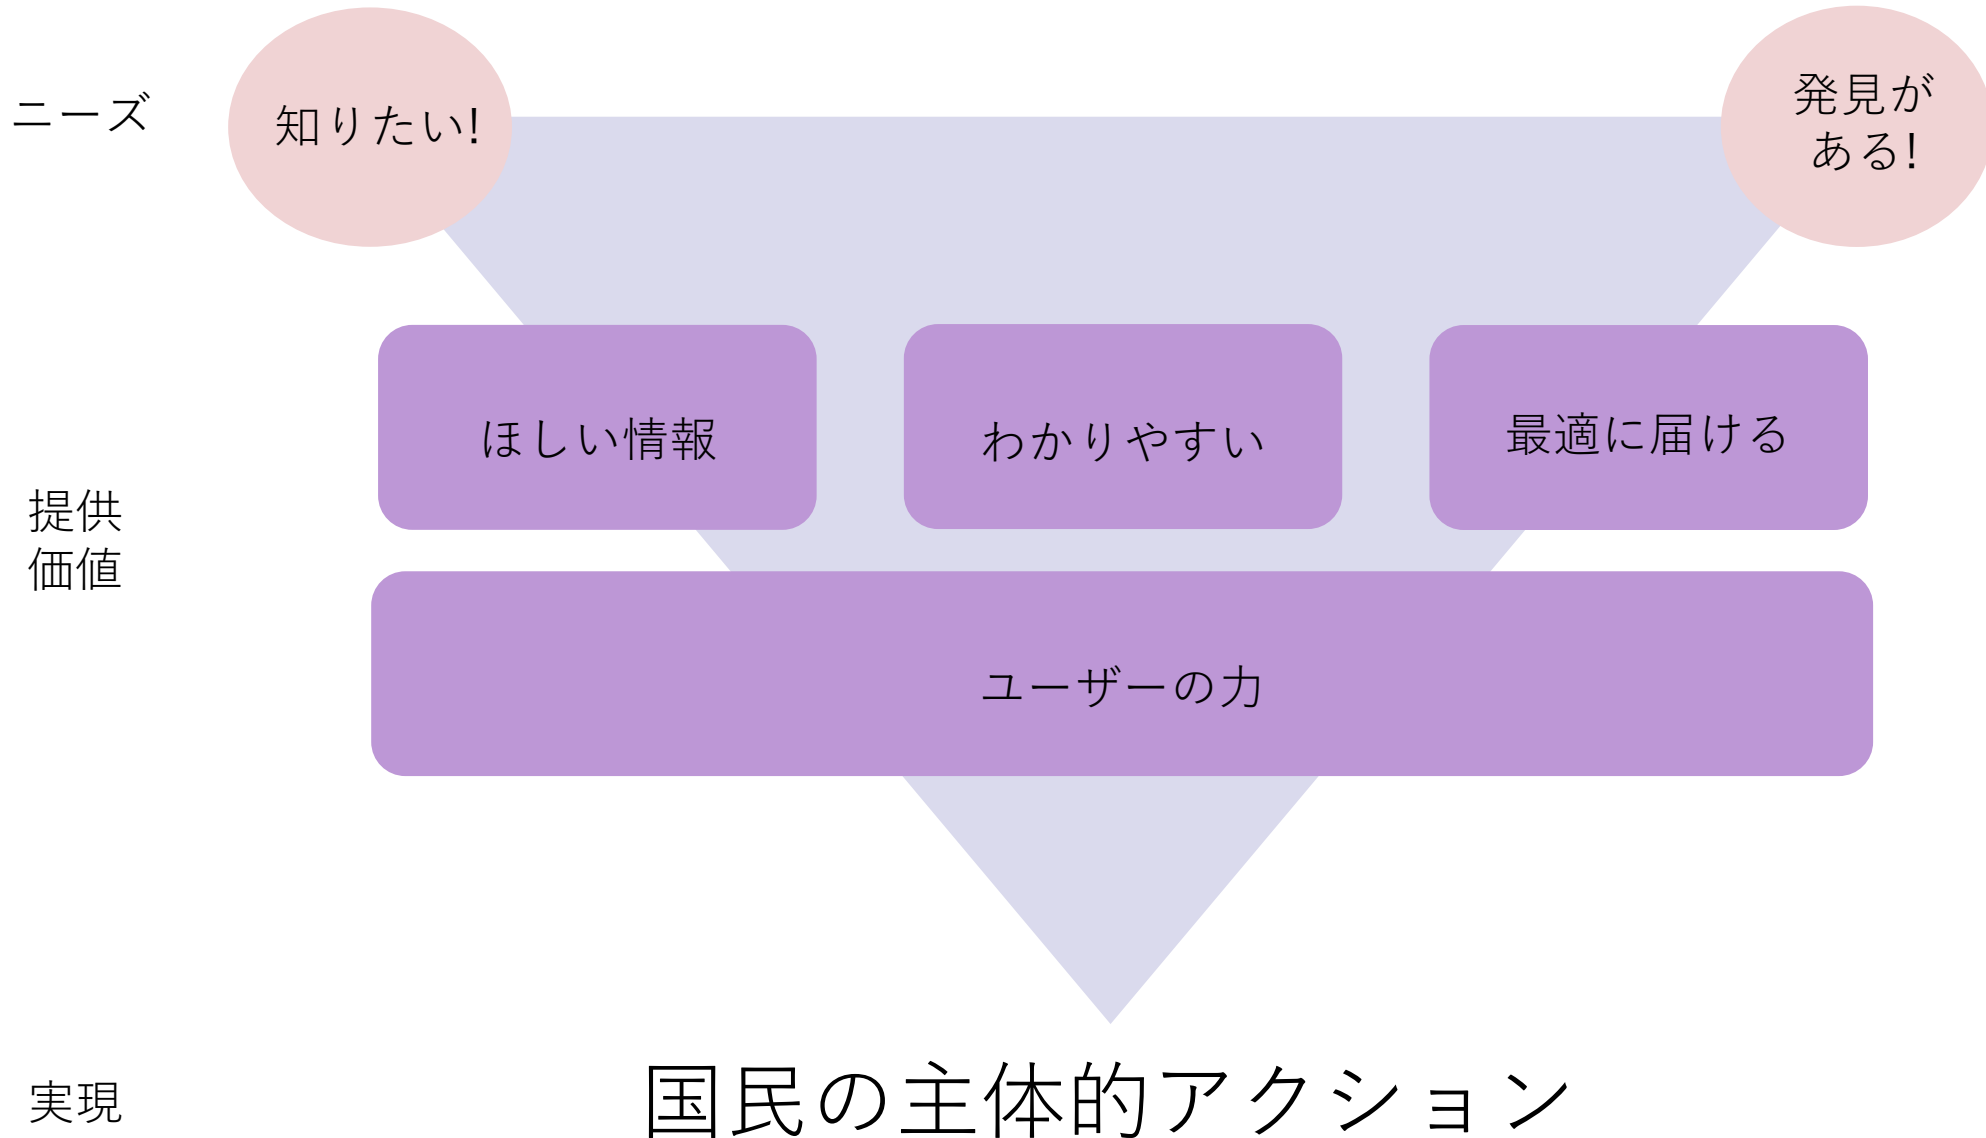 ニーズ
知りたい!
発見が
ある!
ほしい情報
わかりやすい
最適に届ける
提供
価値
ユーザーの力
実現
国民の主体的アクション